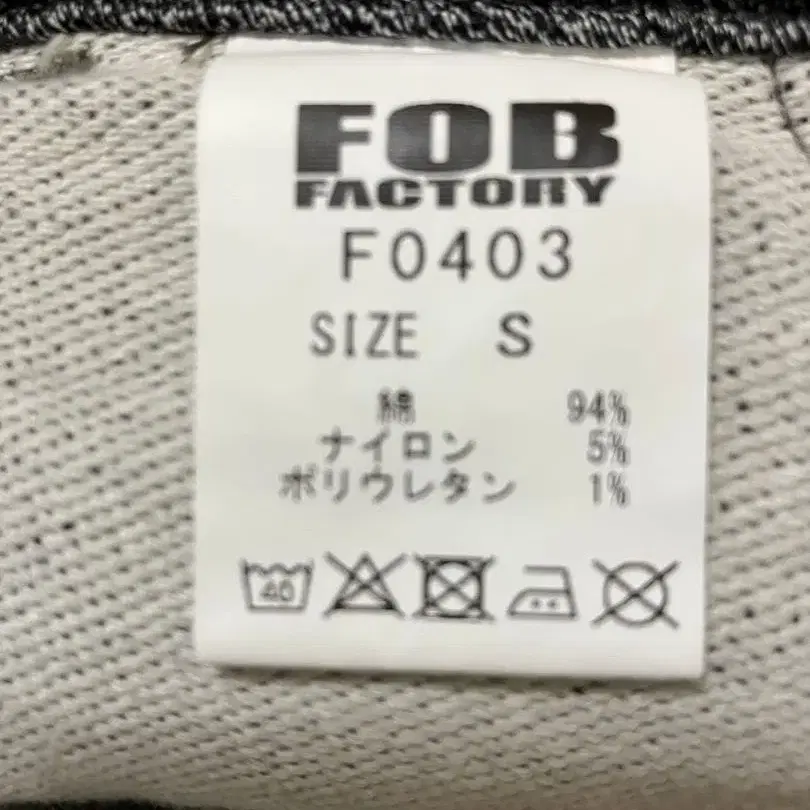 FOB
FACTORY
F0403
SIZE S
綿 94%
ナイロン 5%
ポリウレタン 1%
40